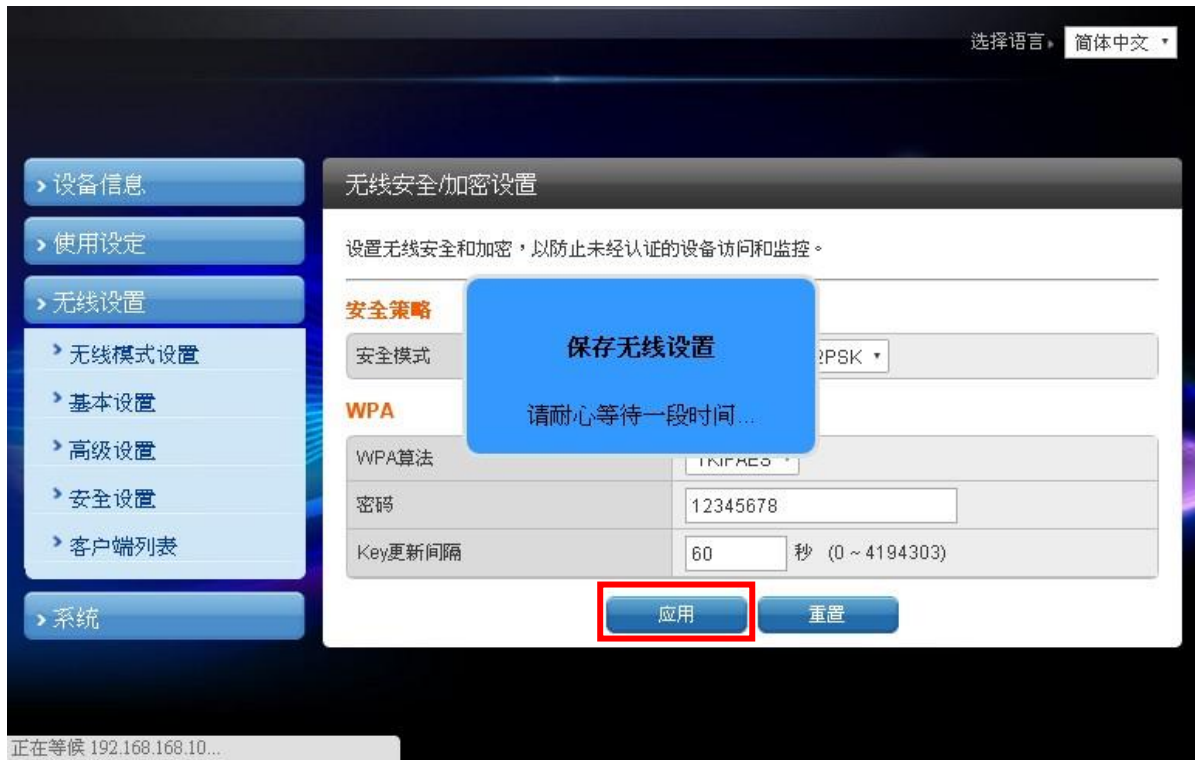 选择语言 简体中文
设备信息
使用设定
无线设置
无线模式设置
基本设置
高级设置
安全设置
客户端列表
系统
无线安全/加密设置
设置无线安全和加密，以防止未经认证的设备访问和监控。
安全策略
安全模式 PSK
保存无线设置
请耐心等待一段时间...
WPA
WPA算法 TKIPAES
密码 12345678
Key更新间隔 60 秒 (0 ~ 4194303)
应用 重置
正在等候 192.168.168.10...